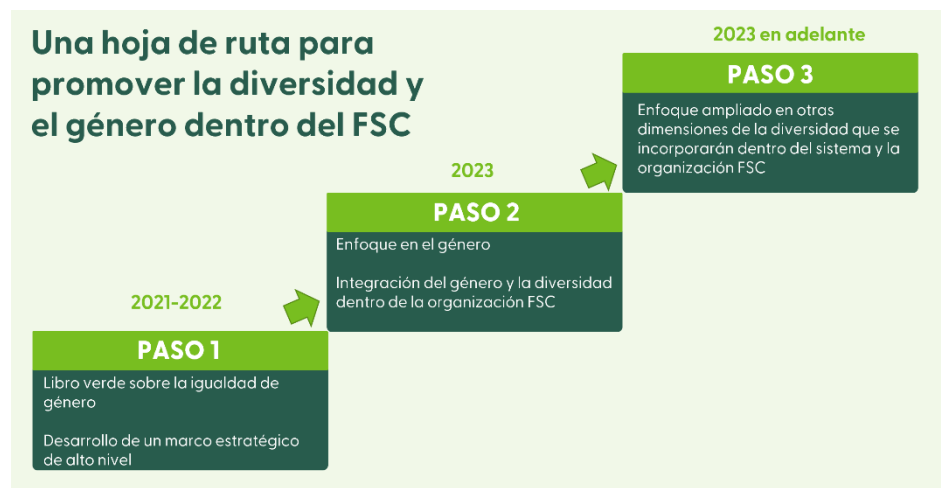 Una hoja de ruta para
promover la diversidad y
el género dentro del FSC
2021-2022
PASO 1
Libro verde sobre la igualdad de
género
Desarrollo de un marco estratégico
de alto nivel
2023
PASO 2
Enfoque en el género
Integración del género y la diversidad
dentro de la organización FSC
2023 en adelante
PASO 3
Enfoque ampliado en otras
dimensiones de la diversidad que se
incorporarán dentro del sistema y la
organización FSC